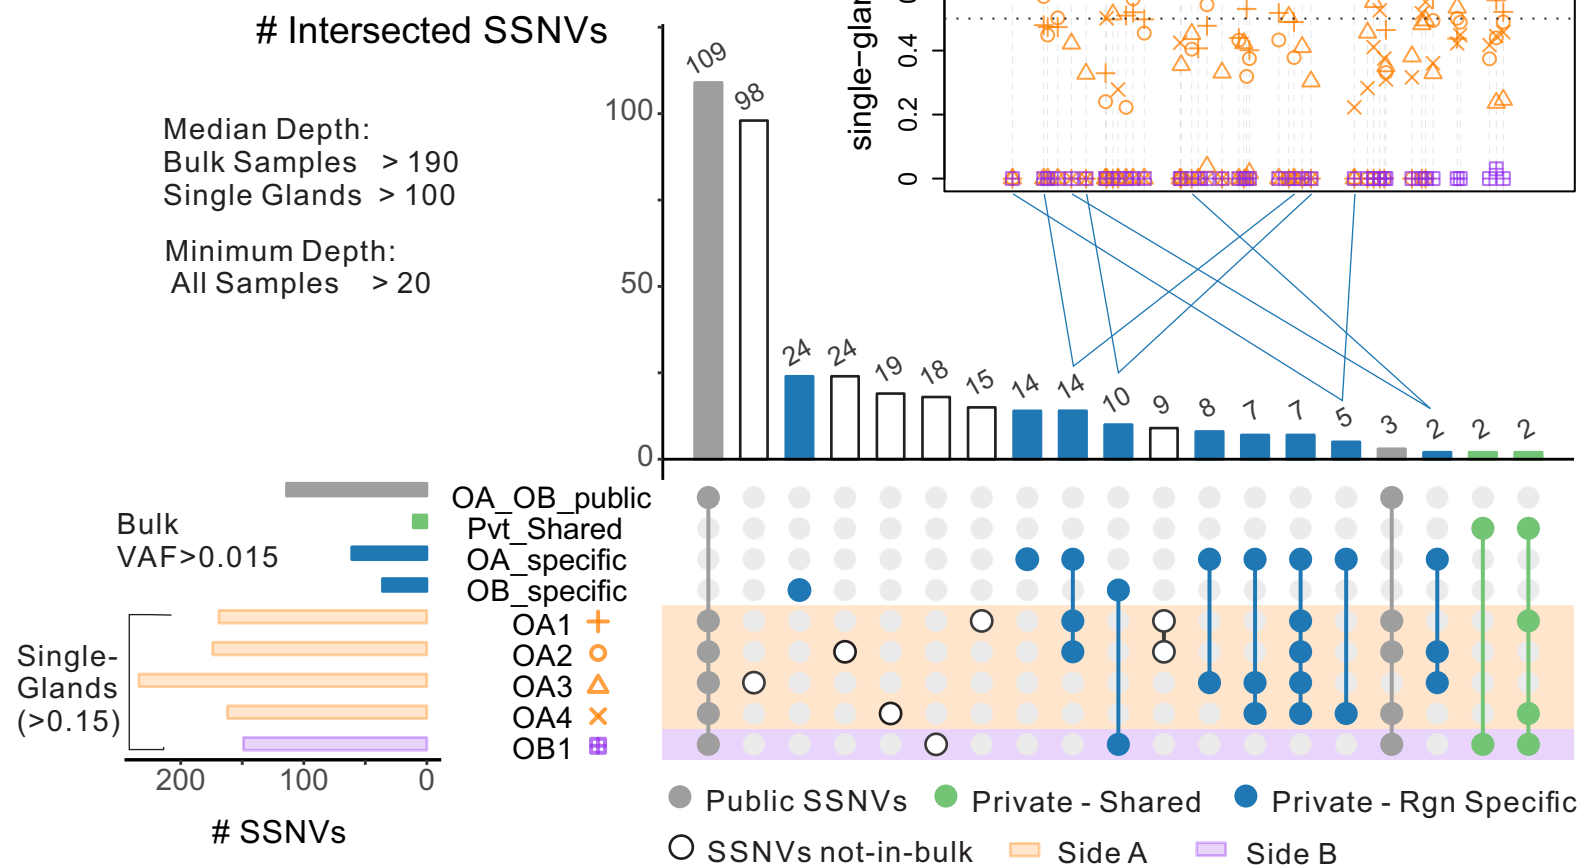 # Intersected SSNVs
Median Depth:
Bulk Samples > 190
Single Glands > 100
Minimum Depth:
All Samples > 20
0.4
0.2
0
100
50
0
109
98
24
24
19
18
15
14
14
10
9
8
7
7
5
3
2
2
2
Bulk
VAF>0.015
Single-
Glands
(>0.15)
OA_OB_public
Pvt_Shared
OA_specific
OB_specific
OA1
OA2
OA3
OA4
OB1
200 100 0
# SSNVs
Public SSNVs Private - Shared Private - Rgn Specific
SSNVs not-in-bulk Side A Side B